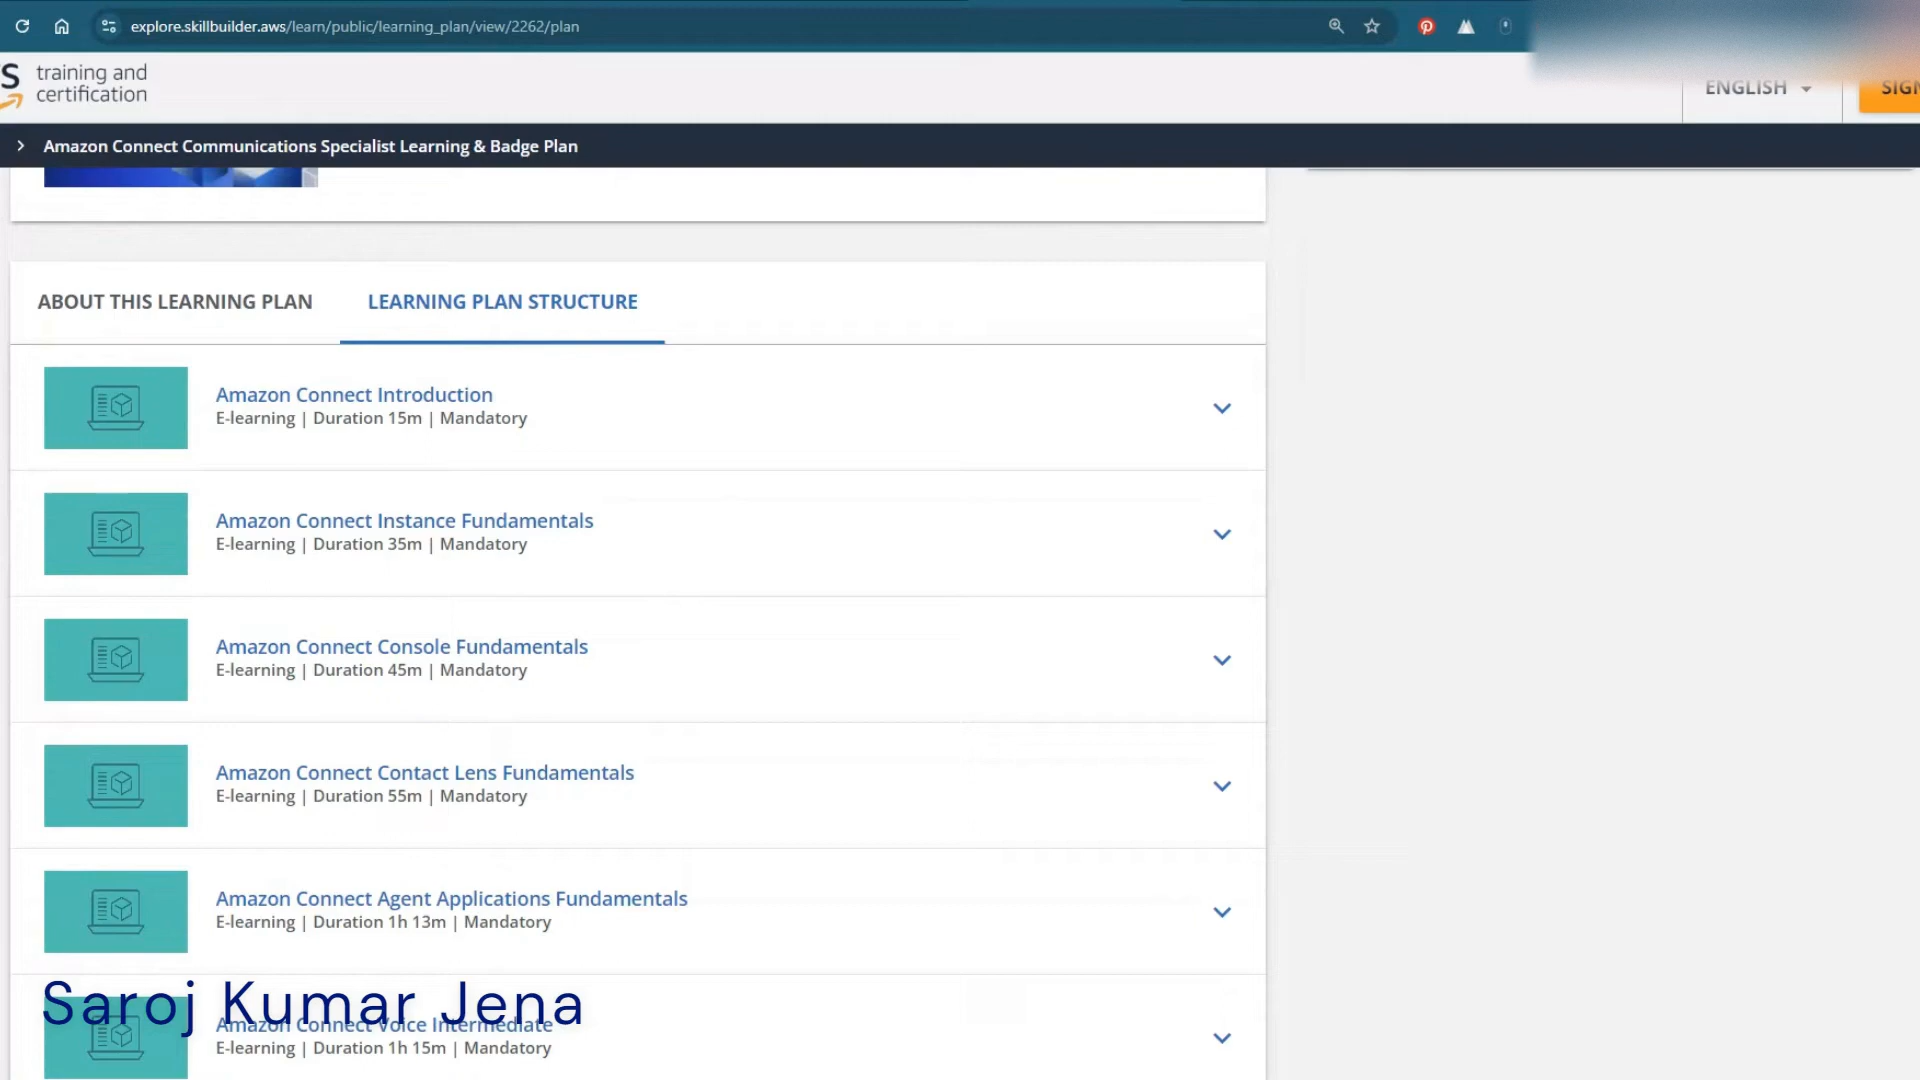 explore.skillbuilder.aws/learn/public/learning_plan/view/2262/plan
training and
certification
ENGLISH
Amazon Connect Communications Specialist Learning & Badge Plan
ABOUT THIS LEARNING PLAN
LEARNING PLAN STRUCTURE
Amazon Connect Introduction
E-learning | Duration 15m | Mandatory
Amazon Connect Instance Fundamentals
E-learning | Duration 35m | Mandatory
Amazon Connect Console Fundamentals
E-learning | Duration 45m | Mandatory
Amazon Connect Contact Lens Fundamentals
E-learning | Duration 55m | Mandatory
Amazon Connect Agent Applications Fundamentals
E-learning | Duration 1h 13m | Mandatory
Saroj Kumar Jena
Amazon Connect Voice Intermediate
E-learning | Duration 1h 15m | Mandatory